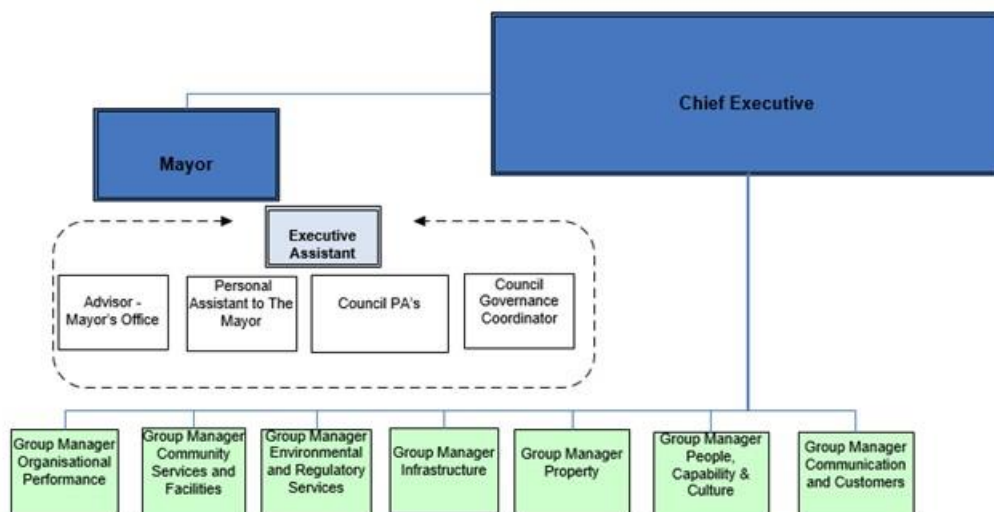 Chief Executive
Mayor
Executive
Assistant
Advisor -
Mayor's Office
Personal
Assistant to The
Mayor
Council PA's
Council
Governance
Coordinator
Group Manager
Organisational
Performance
Group Manager
Community
Services and
Facilities
Group Manager
Environmental
and Regulatory
Services
Group Manager
Infrastructure
Group Manager
Property
Group Manager
People,
Capability &
Culture
Group Manager
Communication
and Customers